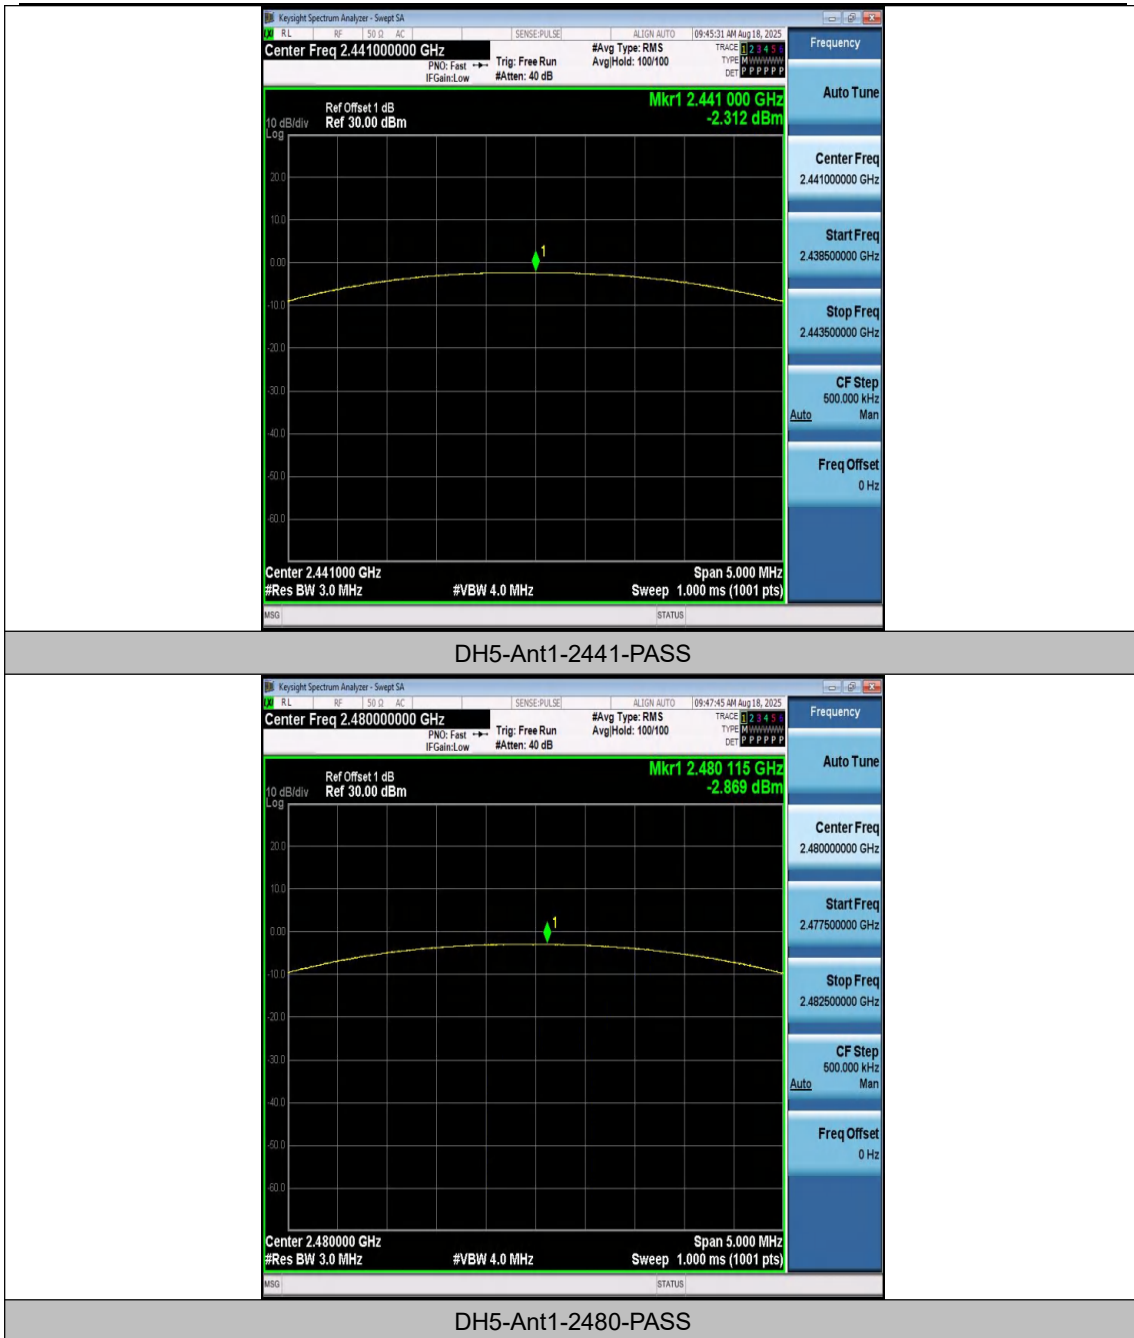 Keysight Spectrum Analyzer - Swept SA
RL RF 50 Ω AC SENSE:PULSE ALIGN AUTO 09:45:31 AM Aug 18, 2025
Center Freq 2.441000000 GHz
PNO: Fast
IFGain:Low
Trig: Free Run
#Atten: 40 dB
#Avg Type: RMS
Avg|Hold: 100/100
TRACE 1 2 3 4 5 6
TYPE M W W W W W
DET P P P P P P
Frequency
Auto Tune
Mkr1 2.441 000 GHz
-2.312 dBm
Ref Offset 1 dB
10 dB/div Ref 30.00 dBm
Log
20.0
10.0
0.00
-10.0
-20.0
-30.0
-40.0
-50.0
-60.0
1
Center Freq
2.441000000 GHz
Start Freq
2.438500000 GHz
Stop Freq
2.443500000 GHz
CF Step
500.000 kHz
Auto Man
Freq Offset
0 Hz
Center 2.441000 GHz Span 5.000 MHz
#Res BW 3.0 MHz #VBW 4.0 MHz Sweep 1.000 ms (1001 pts)
MSG STATUS
DH5-Ant1-2441-PASS
Keysight Spectrum Analyzer - Swept SA
RL RF 50 Ω AC SENSE:PULSE ALIGN AUTO 09:47:45 AM Aug 18, 2025
Center Freq 2.480000000 GHz
PNO: Fast
IFGain:Low
Trig: Free Run
#Atten: 40 dB
#Avg Type: RMS
Avg|Hold: 100/100
TRACE 1 2 3 4 5 6
TYPE M W W W W W
DET P P P P P P
Frequency
Auto Tune
Mkr1 2.480 115 GHz
-2.869 dBm
Ref Offset 1 dB
10 dB/div Ref 30.00 dBm
Log
20.0
10.0
0.00
-10.0
-20.0
-30.0
-40.0
-50.0
-60.0
1
Center Freq
2.480000000 GHz
Start Freq
2.477500000 GHz
Stop Freq
2.482500000 GHz
CF Step
500.000 kHz
Auto Man
Freq Offset
0 Hz
Center 2.480000 GHz Span 5.000 MHz
#Res BW 3.0 MHz #VBW 4.0 MHz Sweep 1.000 ms (1001 pts)
MSG STATUS
DH5-Ant1-2480-PASS